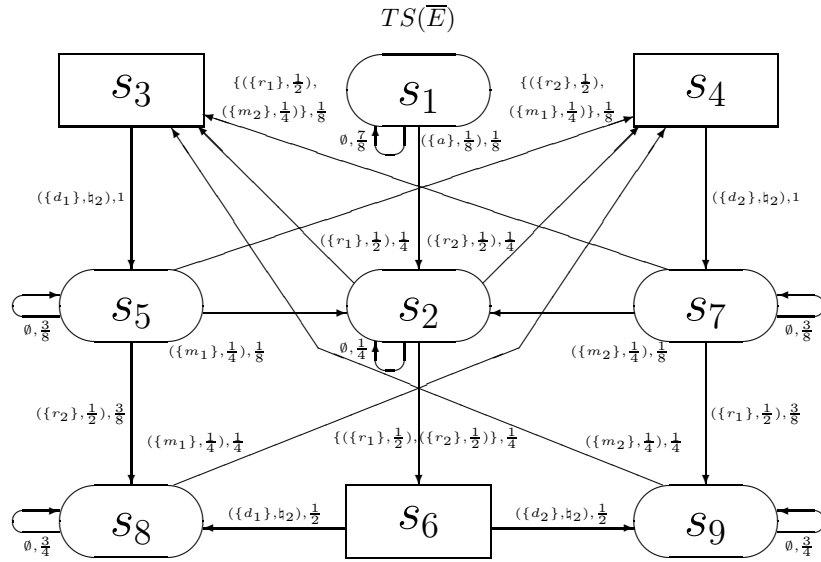 TS(E̅)
s₃
{({r₁},½),
({m₂},¼)},⅛
s₁
{({r₂},½),
({m₁},¼)},⅛
s₄
∅,⅞
({a},⅛),⅛
({d₁},♮₂),1
({d₂},♮₂),1
({r₁},½),¼
({r₂},½),¼
s₅
s₂
s₇
∅,⅜
({m₁},¼),⅛
∅,¼
({m₂},¼),⅛
∅,⅜
({r₂},½),⅜
({r₁},½),⅜
({m₁},¼),¼
{({r₁},½),({r₂},½)},¼
({m₂},¼),¼
s₈
({d₁},♮₂),½
s₆
({d₂},♮₂),½
s₉
∅,¾
∅,¾